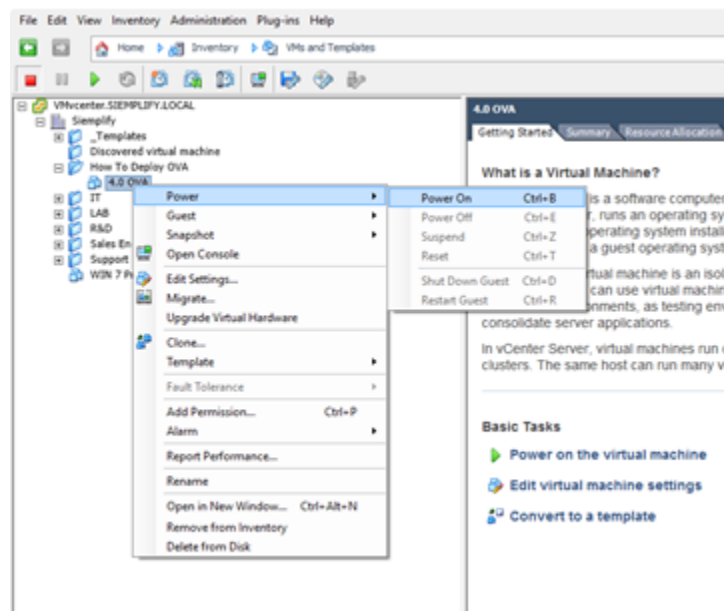 File Edit View Inventory Administration Plug-ins Help
Home Inventory VMs and Templates
VMvcenter.SIEMPLIFY.LOCAL
Siemplify
_Templates
Discovered virtual machine
How To Deploy OVA
4.0 OVA
IT
LAB
R&D
Sales En
Support
WIN 7 P
Power
Guest
Snapshot
Open Console
Edit Settings...
Migrate...
Upgrade Virtual Hardware
Clone...
Template
Fault Tolerance
Add Permission... Ctrl+P
Alarm
Report Performance...
Rename
Open in New Window... Ctrl+Alt+N
Remove from Inventory
Delete from Disk
Power On Ctrl+B
Power Off Ctrl+E
Suspend Ctrl+Z
Reset Ctrl+T
Shut Down Guest Ctrl+D
Restart Guest Ctrl+R
4.0 OVA
Getting Started Summary Resource Allocation
What is a Virtual Machine?
is a software computer
r, runs an operating sy
operating system install
a guest operating syst
rtual machine is an isol
can use virtual machin
onments, as testing env
consolidate server applications.
In vCenter Server, virtual machines run
clusters. The same host can run many v
Basic Tasks
Power on the virtual machine
Edit virtual machine settings
Convert to a template